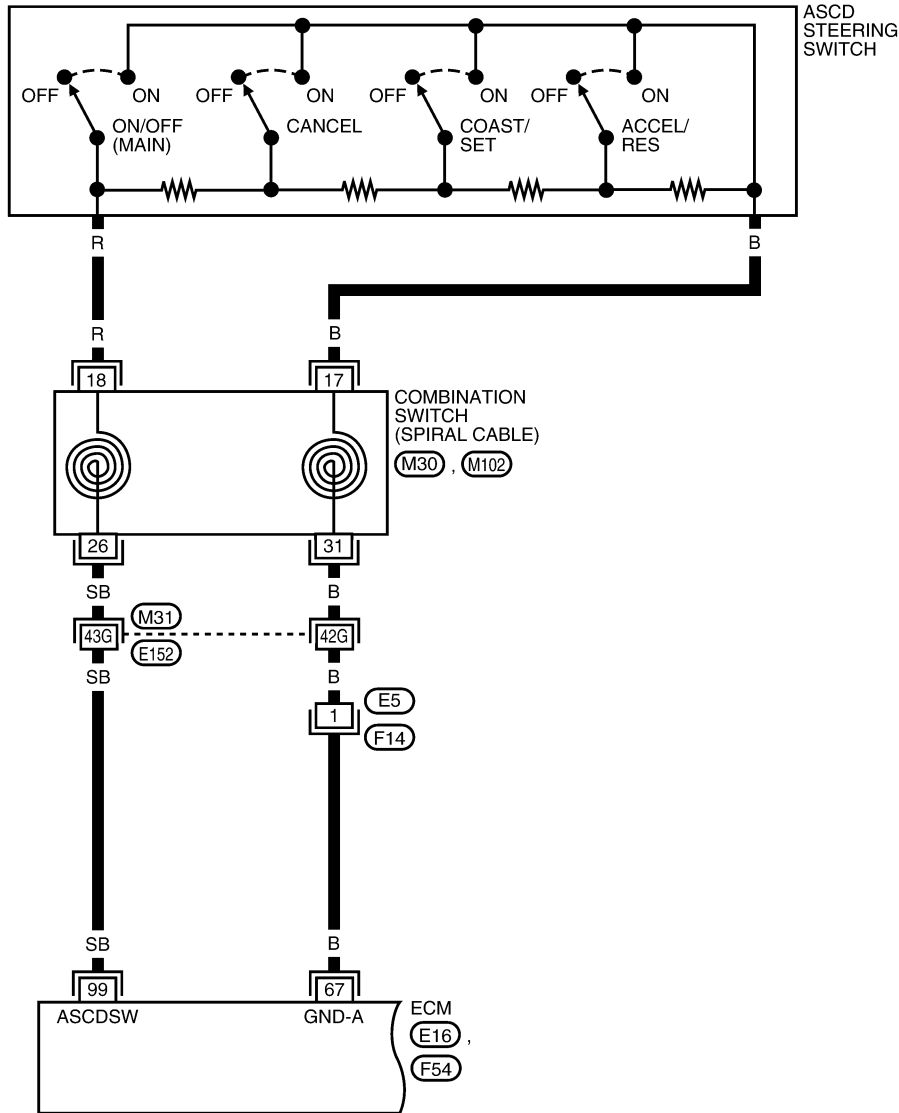 ASCD
STEERING
SWITCH
OFF ON
ON/OFF
(MAIN)
OFF ON
CANCEL
OFF ON
COAST/
SET
OFF ON
ACCEL/
RES
R
B
R
B
18
17
COMBINATION
SWITCH
(SPIRAL CABLE)
M30 , M102
26
31
SB
B
M31
43G
42G
E152
SB
B
E5
1
F14
SB
B
99
67
ASCDSW
GND-A
ECM
E16 ,
F54